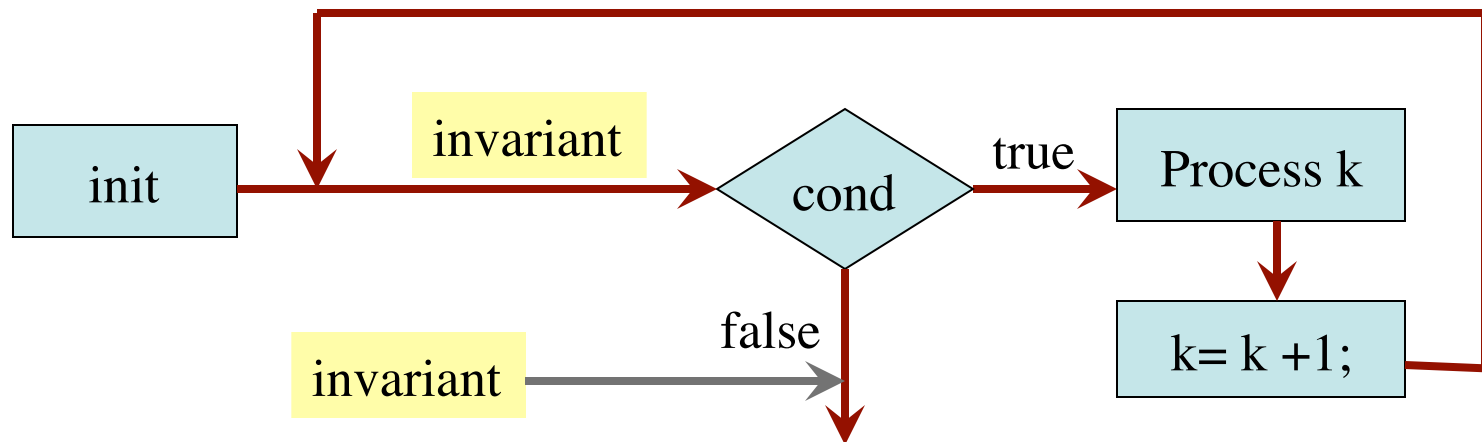 init
invariant
cond
true
Process k
k= k +1;
false
invariant